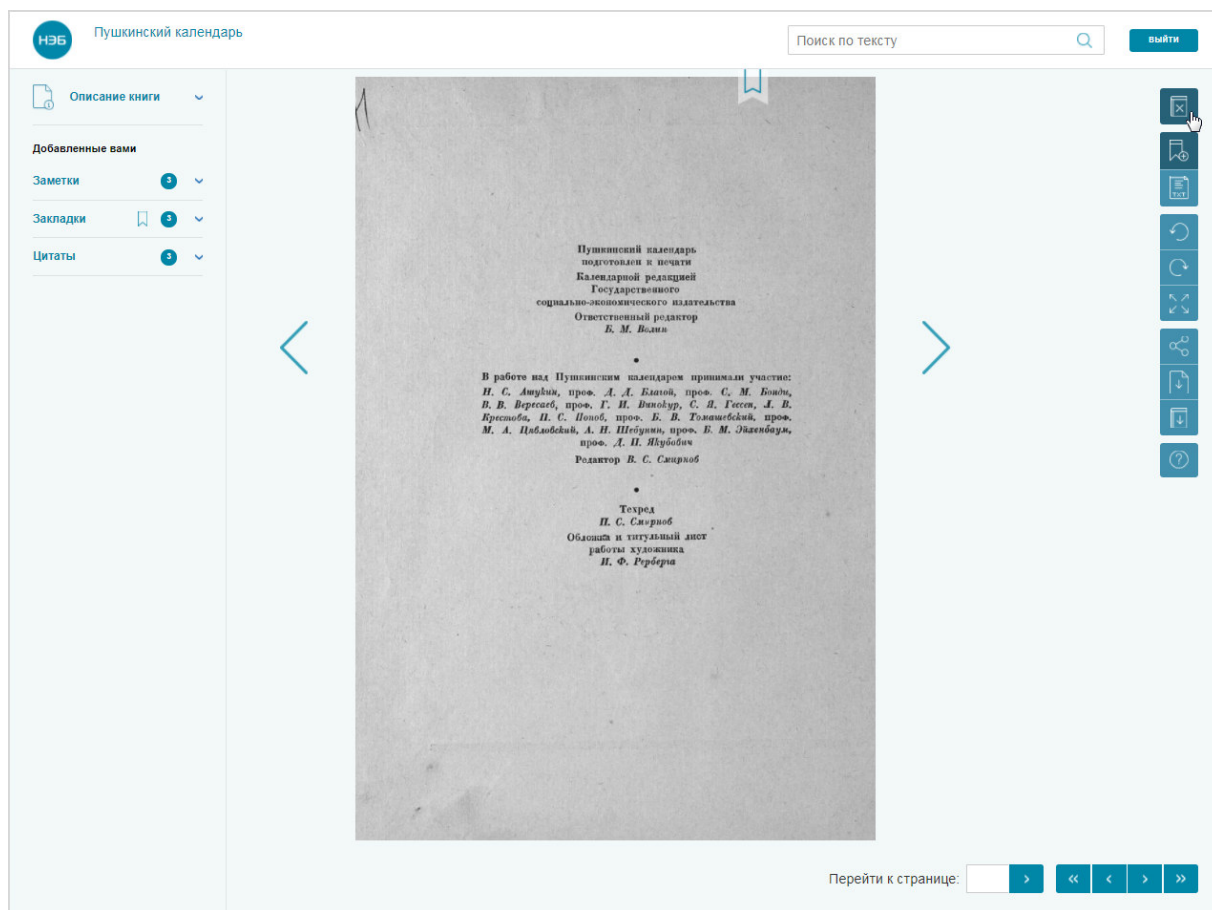 НЭБ
Пушкинский календарь
Поиск по тексту
выйти
Описание книги
Добавленные вами
Заметки 3
Закладки 3
Цитаты 3
Пушкинский календарь
подготовлен к печати
Календарной редакцией
Государственного
социально-экономического издательства
Ответственный редактор
Б. М. Волин
В работе над Пушкинским календарем принимали участие:
Н. С. Ашукин, проф. Д. Д. Благой, проф. С. М. Бонди,
В. В. Вересаев, проф. Г. И. Винокур, С. Я. Гессен, Л. В.
Крестова, П. С. Попов, проф. Б. В. Томашевский, проф.
М. А. Цявловский, А. Н. Шебунин, проф. Б. М. Эйхенбаум,
проф. Д. П. Якубович
Редактор В. С. Смирнов
Техред
П. С. Смирнов
Обложка и титульный лист
работы художника
И. Ф. Рерберга
TXT
Перейти к странице: